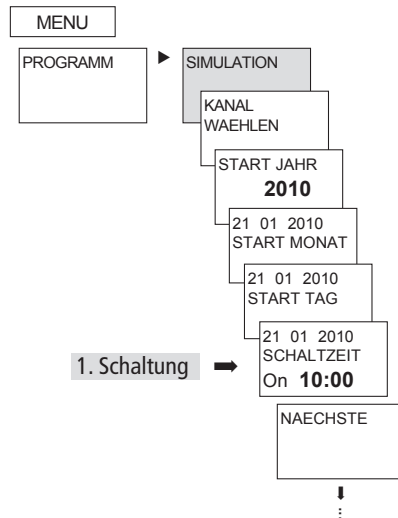 MENU
PROGRAMM
SIMULATION
KANAL
WAEHLEN
START JAHR
2010
21 01 2010
START MONAT
21 01 2010
START TAG
21 01 2010
SCHALTZEIT
1. Schaltung
On 10:00
NAECHSTE